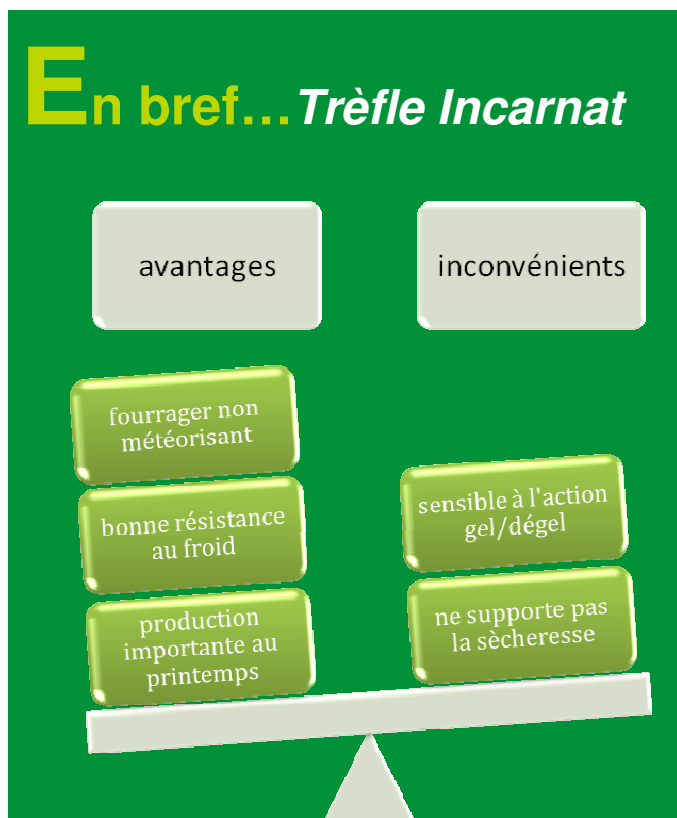 En bref...Trèfle Incarnat
avantages
inconvénients
fourrager non
météorisant
bonne résistance
au froid
production
importante au
printemps
sensible à l'action
gel/dégel
ne supporte pas
la sècheresse